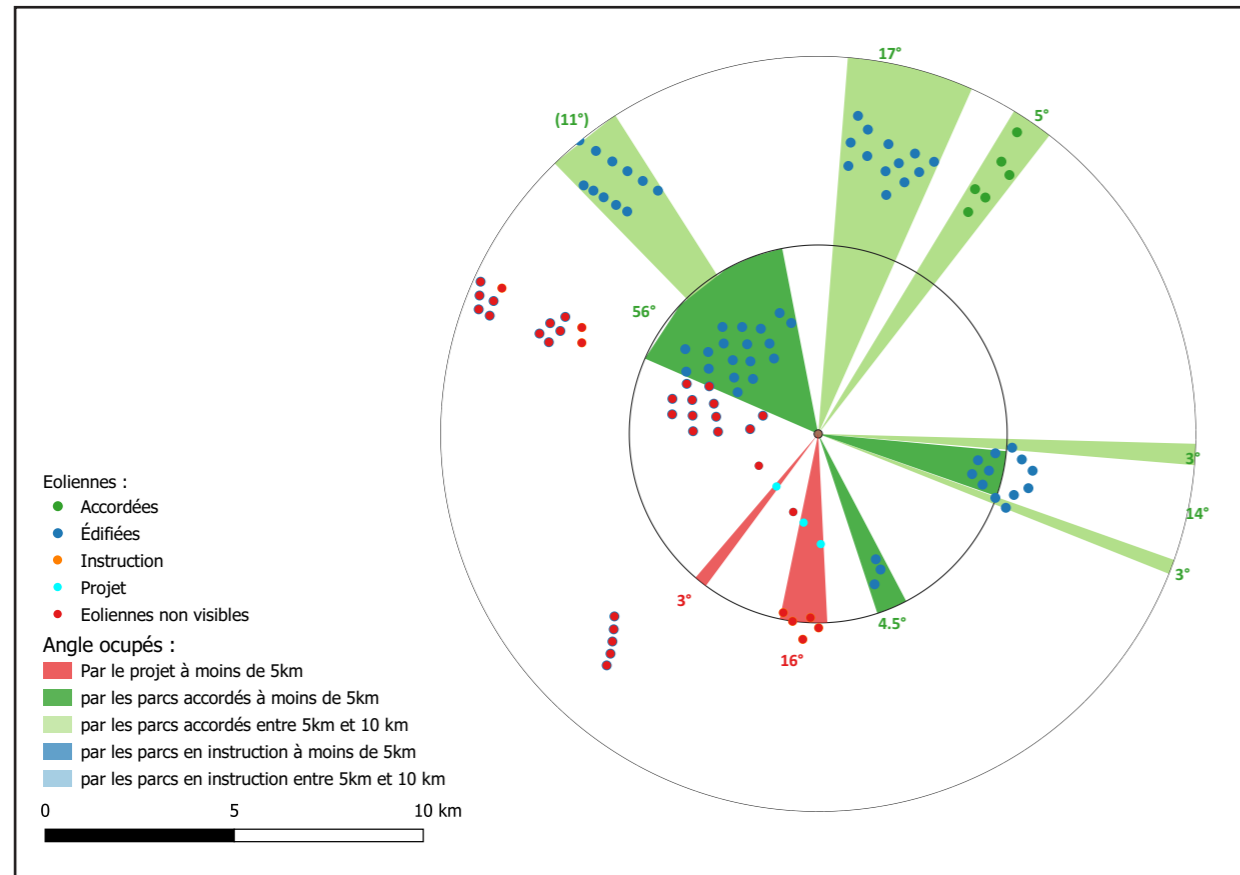 17°
(11°)
5°
56°
3°
14°
3°
3°
4.5°
16°
Eoliennes :
Accordées
Édifiées
Instruction
Projet
Eoliennes non visibles
Angle ocupés :
Par le projet à moins de 5km
par les parcs accordés à moins de 5km
par les parcs accordés entre 5km et 10 km
par les parcs en instruction à moins de 5km
par les parcs en instruction entre 5km et 10 km
0 5 10 km